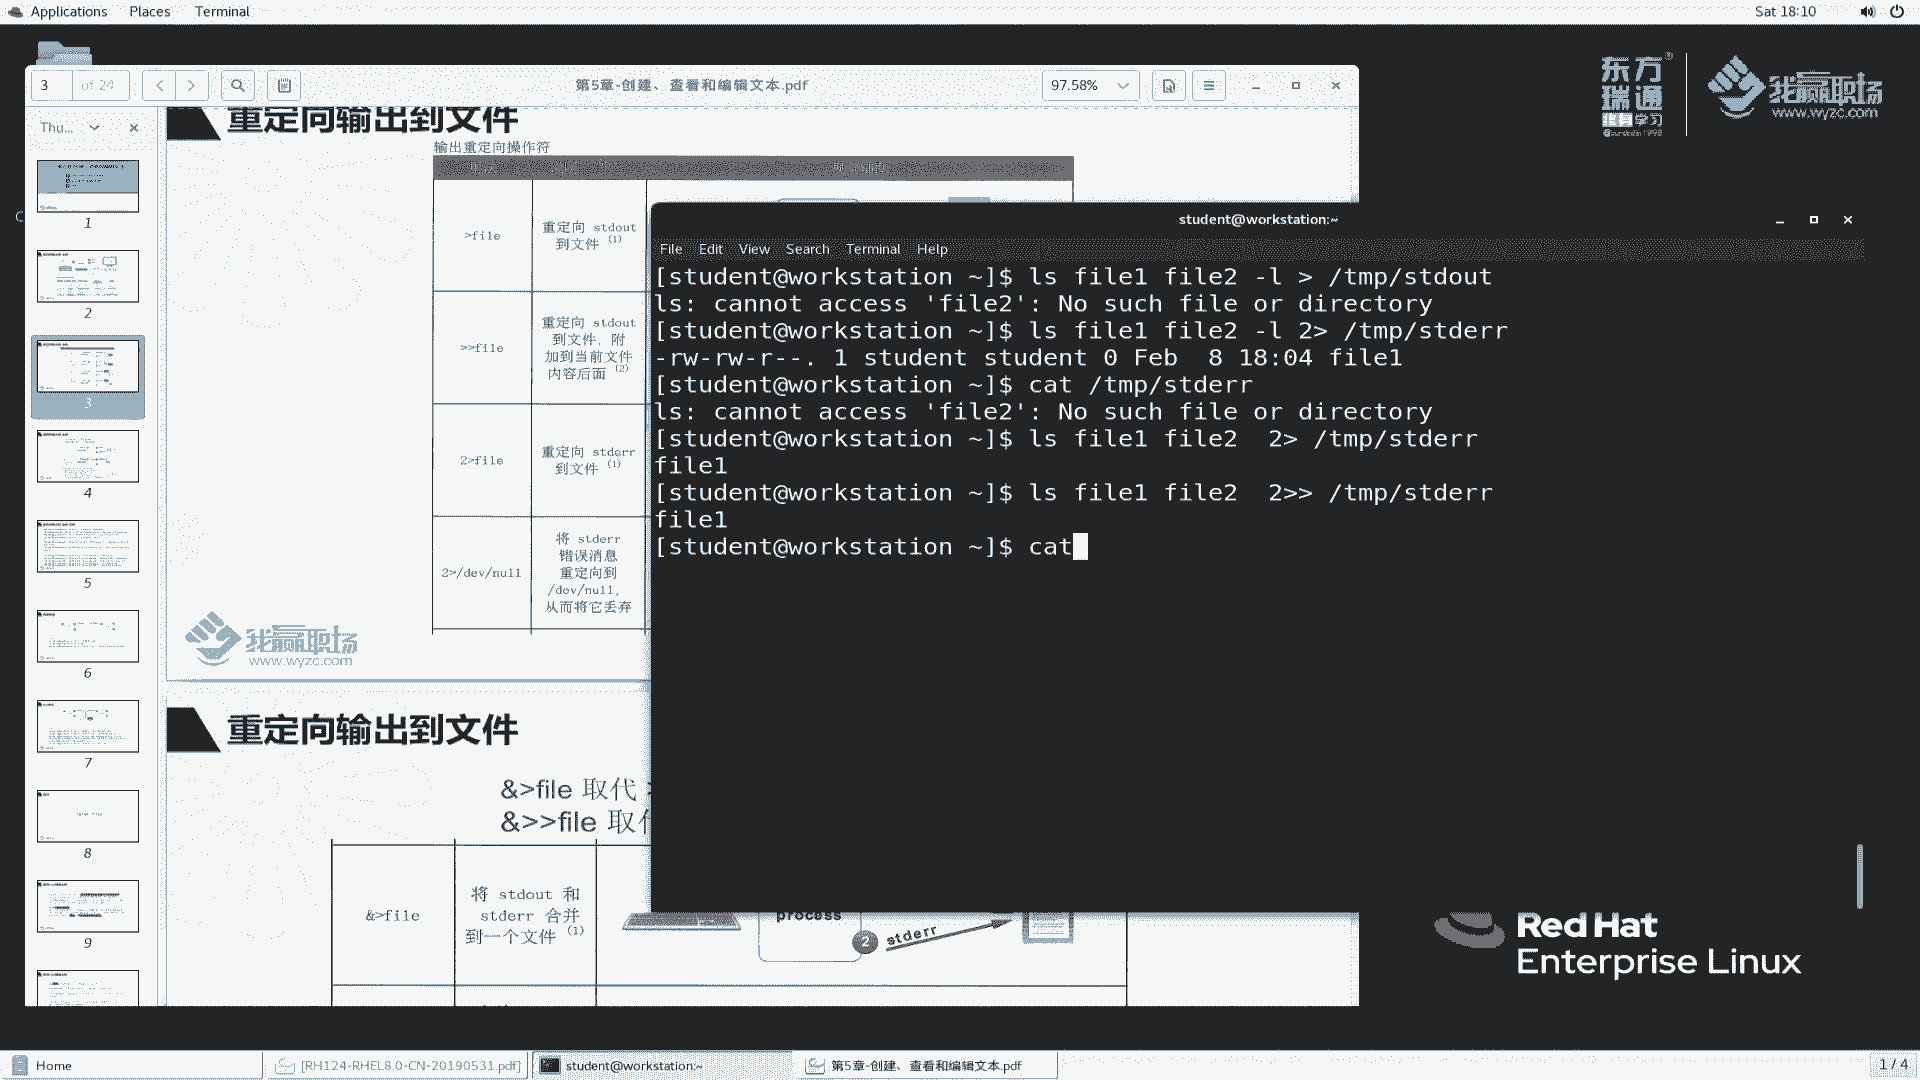 Applications Places Terminal
Sat 18:10
3 of 24
第5章-创建、查看和编辑文本.pdf
97.58%
东方
瑞通
终身学习
我赢职场
www.wyzc.com
Thu...
1
2
3
4
5
6
7
8
9
重定向输出到文件
输出重定向操作符
>file
重定向 stdout
到文件 (1)
>>file
重定向 stdout
到文件，附
加到当前文件
内容后面 (2)
2>file
重定向 stderr
到文件 (1)
2>/dev/null
将 stderr
错误消息
重定向到
/dev/null，
从而将它丢弃
我赢职场
www.wyzc.com
重定向输出到文件
&>file 取代
&>>file 取代
&>file
将 stdout 和
stderr 合并
到一个文件 (1)
process
2 stderr
student@workstation:~
File Edit View Search Terminal Help
[student@workstation ~]$ ls file1 file2 -l > /tmp/stdout
ls: cannot access 'file2': No such file or directory
[student@workstation ~]$ ls file1 file2 -l 2> /tmp/stderr
-rw-rw-r--. 1 student student 0 Feb  8 18:04 file1
[student@workstation ~]$ cat /tmp/stderr
ls: cannot access 'file2': No such file or directory
[student@workstation ~]$ ls file1 file2  2> /tmp/stderr
file1
[student@workstation ~]$ ls file1 file2  2>> /tmp/stderr
file1
[student@workstation ~]$ cat
Red Hat
Enterprise Linux
Home
[RH124-RHEL8.0-CN-20190531.pdf]
student@workstation:~
第5章-创建、查看和编辑文本.pdf
1 / 4